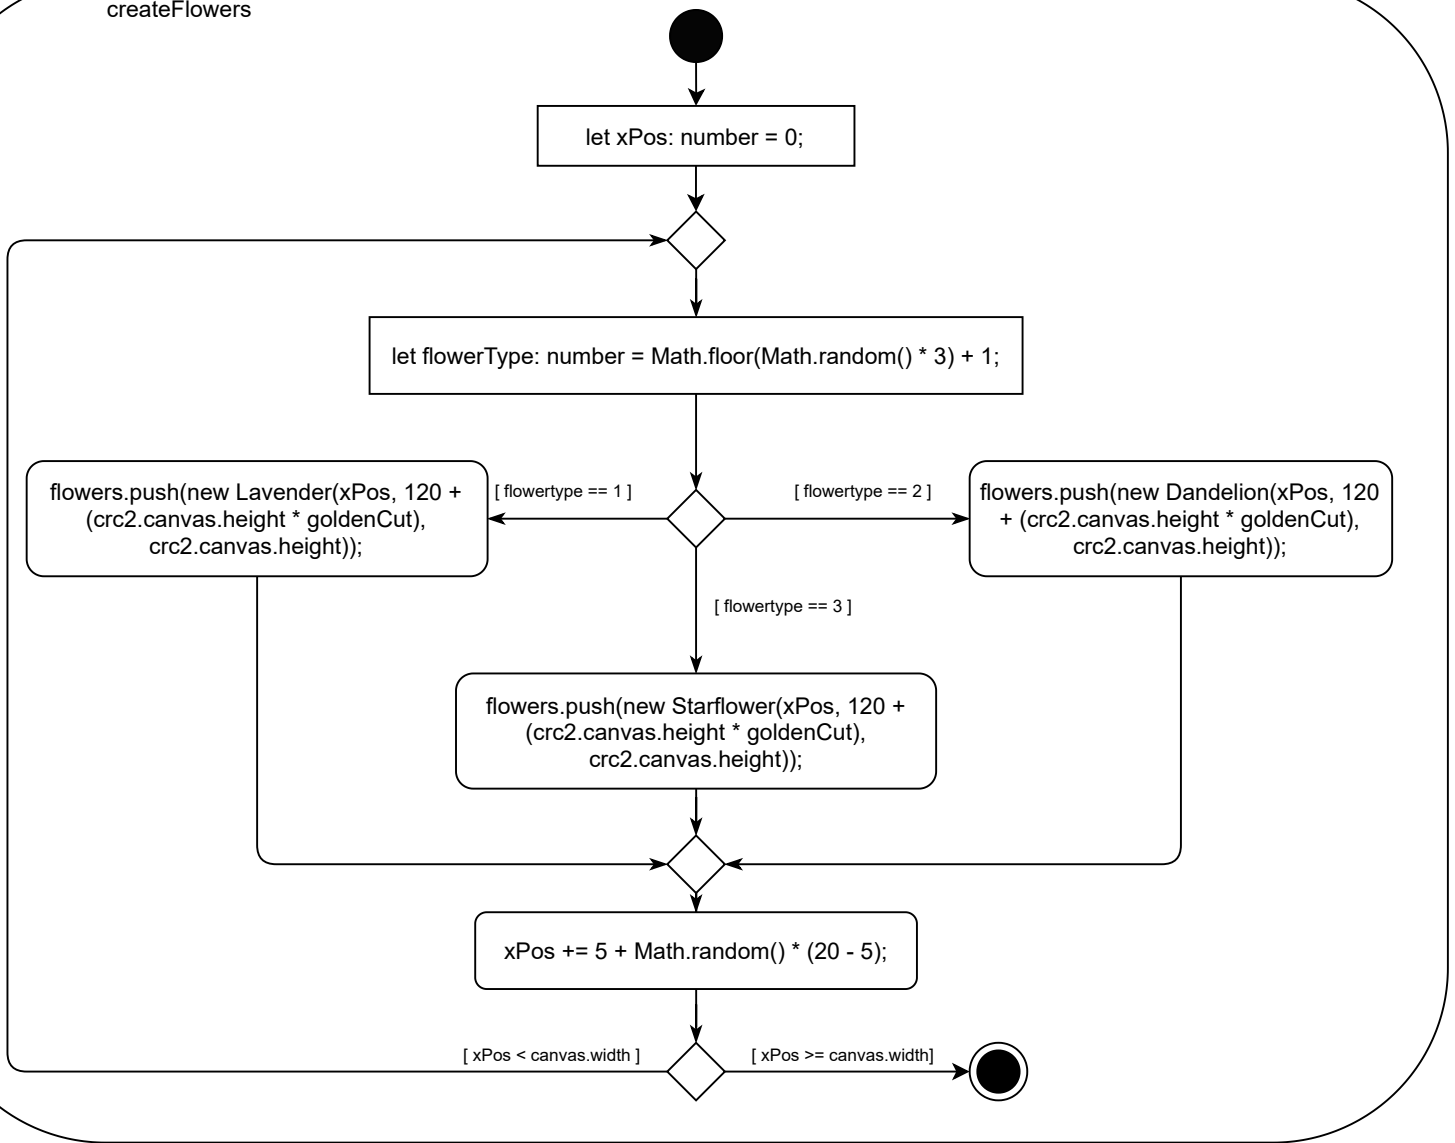 createFlowers
let xPos: number = 0;
let flowerType: number = Math.floor(Math.random() * 3) + 1;
flowers.push(new Lavender(xPos, 120 +
(crc2.canvas.height * goldenCut),
crc2.canvas.height));
[ flowertype == 1 ]
[ flowertype == 2 ]
flowers.push(new Dandelion(xPos, 120
+ (crc2.canvas.height * goldenCut),
crc2.canvas.height));
[ flowertype == 3 ]
flowers.push(new Starflower(xPos, 120 +
(crc2.canvas.height * goldenCut),
crc2.canvas.height));
xPos += 5 + Math.random() * (20 - 5);
[ xPos < canvas.width ]
[ xPos >= canvas.width]